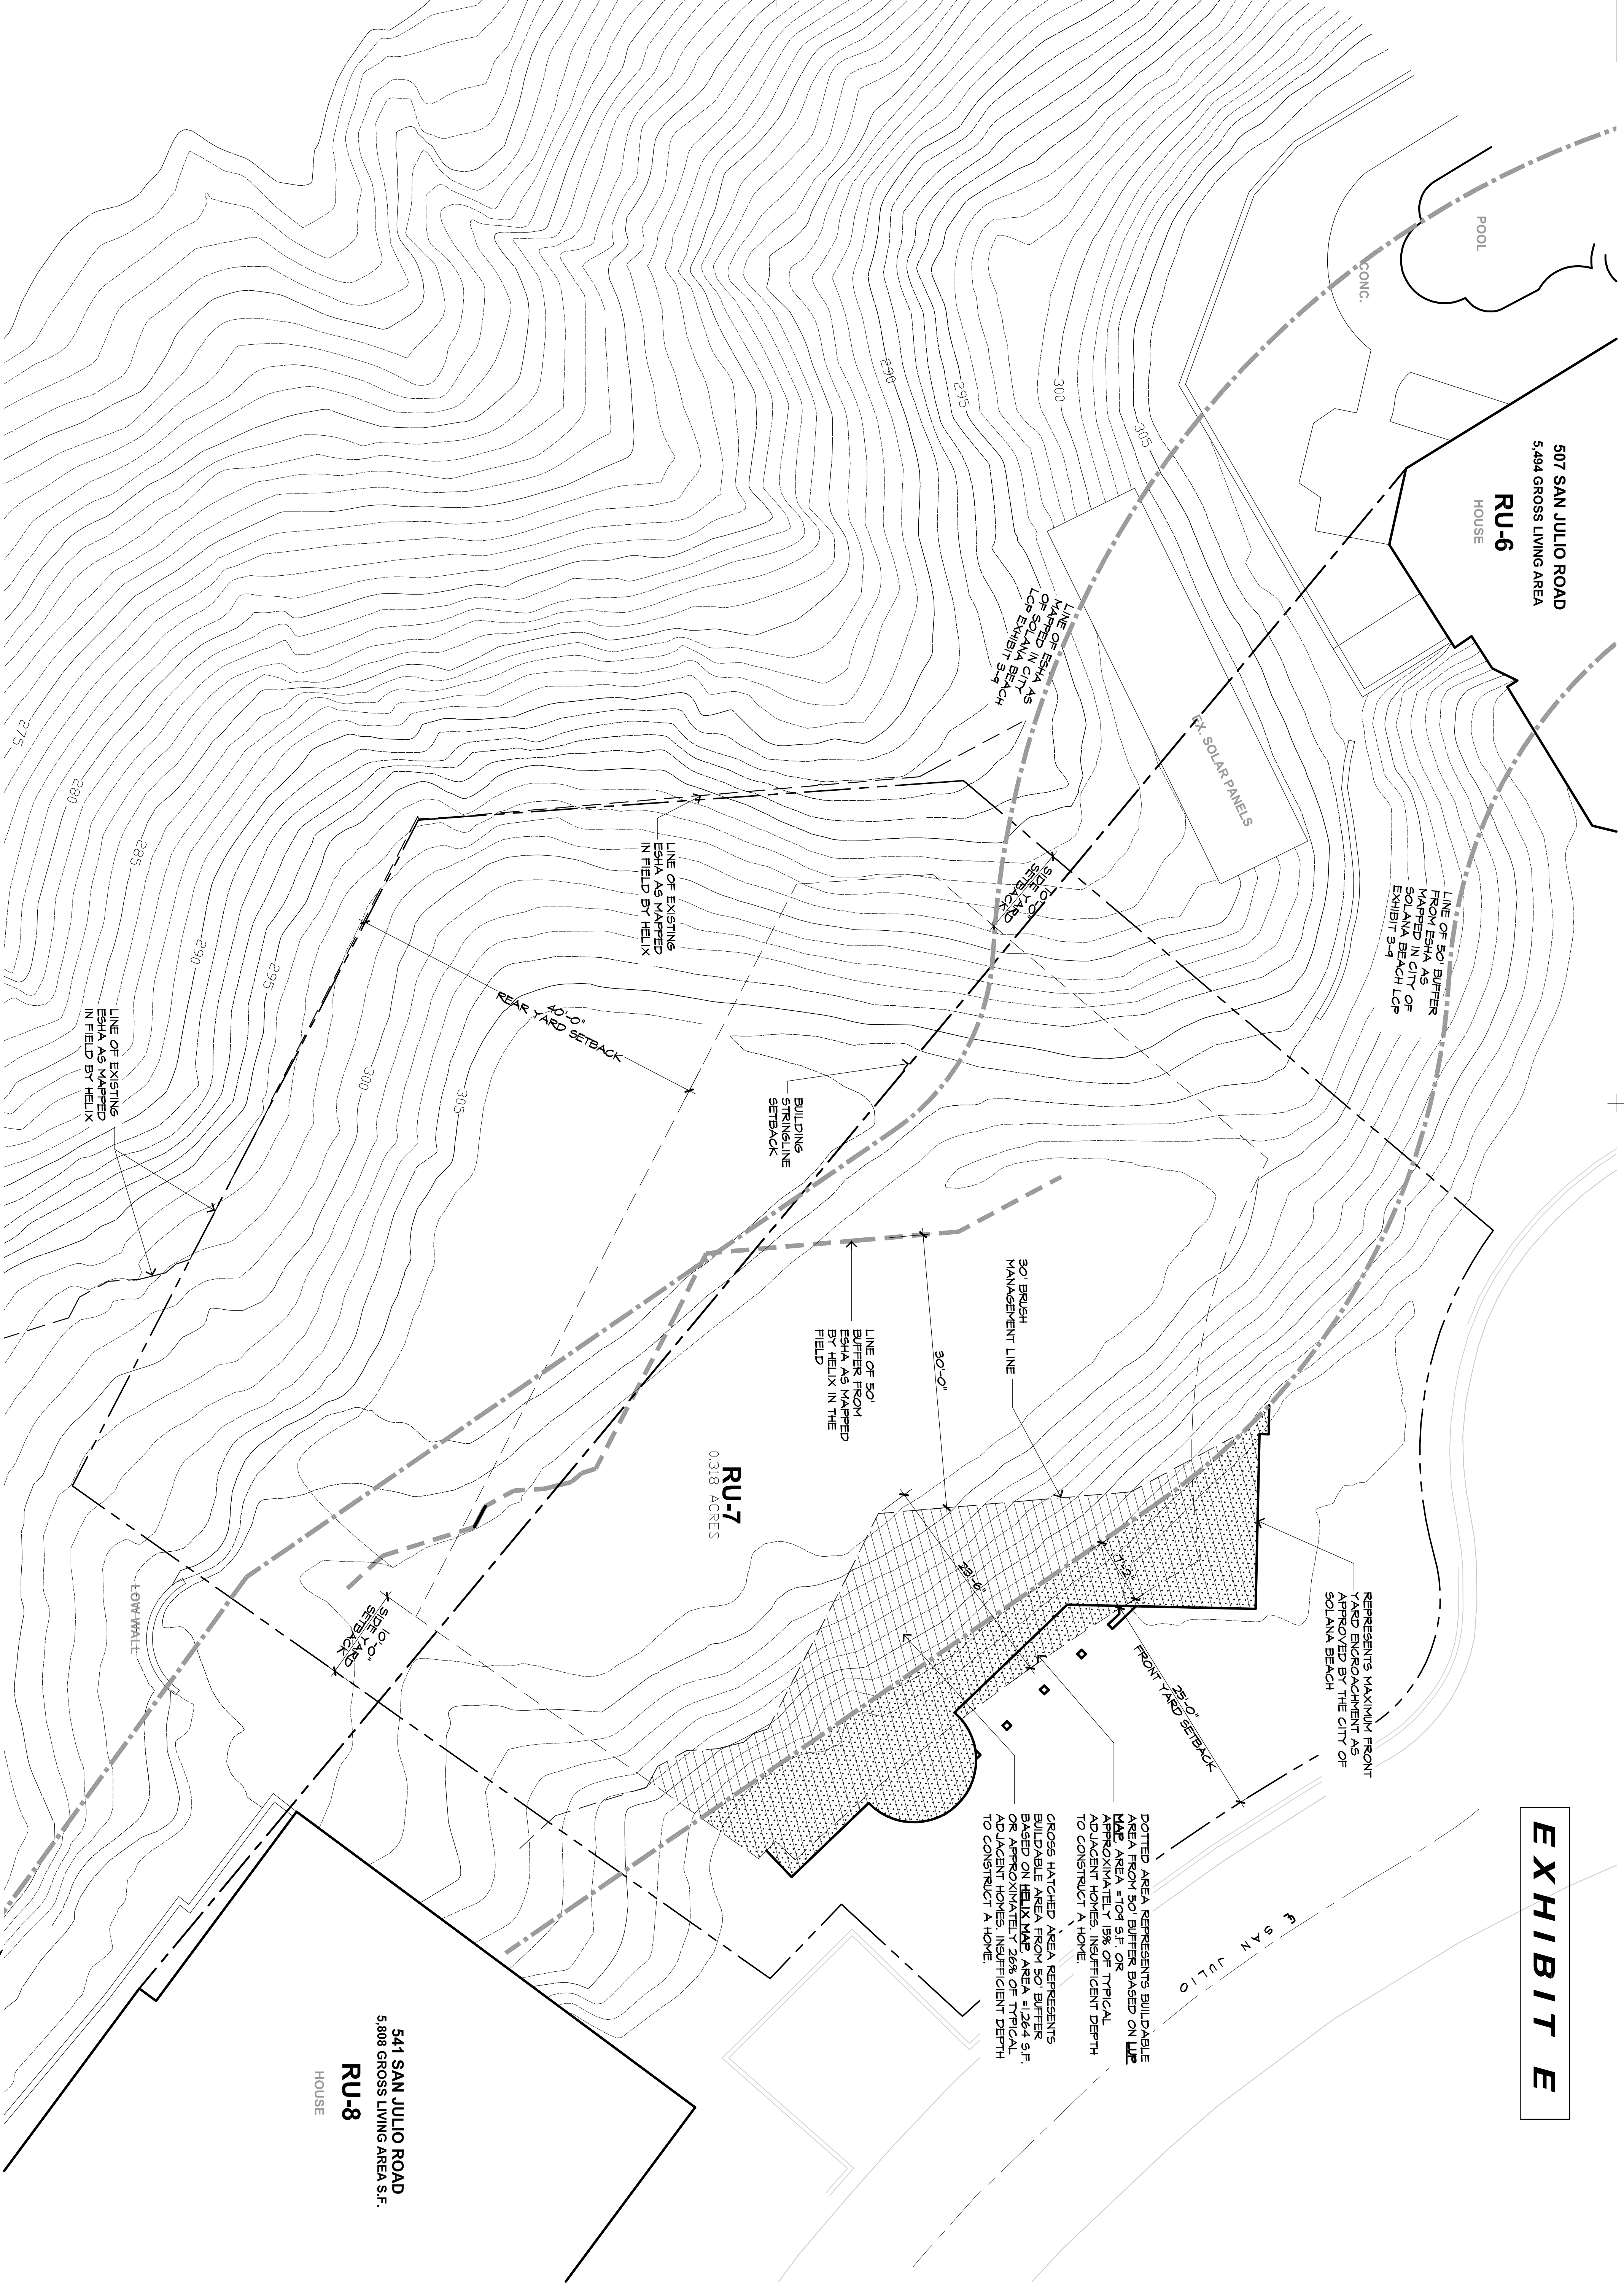 EXHIBIT E
507 SAN JULIO ROAD
5,494 GROSS LIVING AREA
RU-6
HOUSE
POOL
CONC.
EX. SOLAR PANELS
LINE OF 50' BUFFER
FROM ESHA AS
MAPPED IN CITY OF
SOLANA BEACH LCP
EXHIBIT 3-9
LINE OF ESHA
MAPPED IN CITY AS
OF SOLANA BEACH
LCP EXHIBIT 3-9
305
300
295
290
10'-0"
SIDE YARD
SETBACK
LINE OF EXISTING
ESHA AS MAPPED
IN FIELD BY HELIX
40'-0"
REAR YARD SETBACK
BUILDING
STRINGLINE
SETBACK
30' BRUSH
MANAGEMENT LINE
30'-0"
LINE OF 50'
BUFFER FROM
ESHA AS MAPPED
BY HELIX IN THE
FIELD
RU-7
0.318 ACRES
REPRESENTS MAXIMUM FRONT
YARD ENCROACHMENT AS
APPROVED BY THE CITY OF
SOLANA BEACH
7'-2"
23'-6"
25'-0"
FRONT YARD SETBACK
DOTTED AREA REPRESENTS BUILDABLE
AREA FROM 50' BUFFER BASED ON LUP
MAP. AREA =709 S.F. OR
APPROXIMATELY 15% OF TYPICAL
ADJACENT HOMES. INSUFFICIENT DEPTH
TO CONSTRUCT A HOME.
CROSS HATCHED AREA REPRESENTS
BUILDABLE AREA FROM 50' BUFFER
BASED ON HELIX MAP. AREA =1,264 S.F.
OR APPROXIMATELY 26% OF TYPICAL
ADJACENT HOMES. INSUFFICIENT DEPTH
TO CONSTRUCT A HOME.
℄ SAN JULIO
275
280
285
290
295
300
305
LINE OF EXISTING
ESHA AS MAPPED
IN FIELD BY HELIX
10'-0"
SIDE YARD
SETBACK
LOW WALL
541 SAN JULIO ROAD
5,808 GROSS LIVING AREA S.F.
RU-8
HOUSE